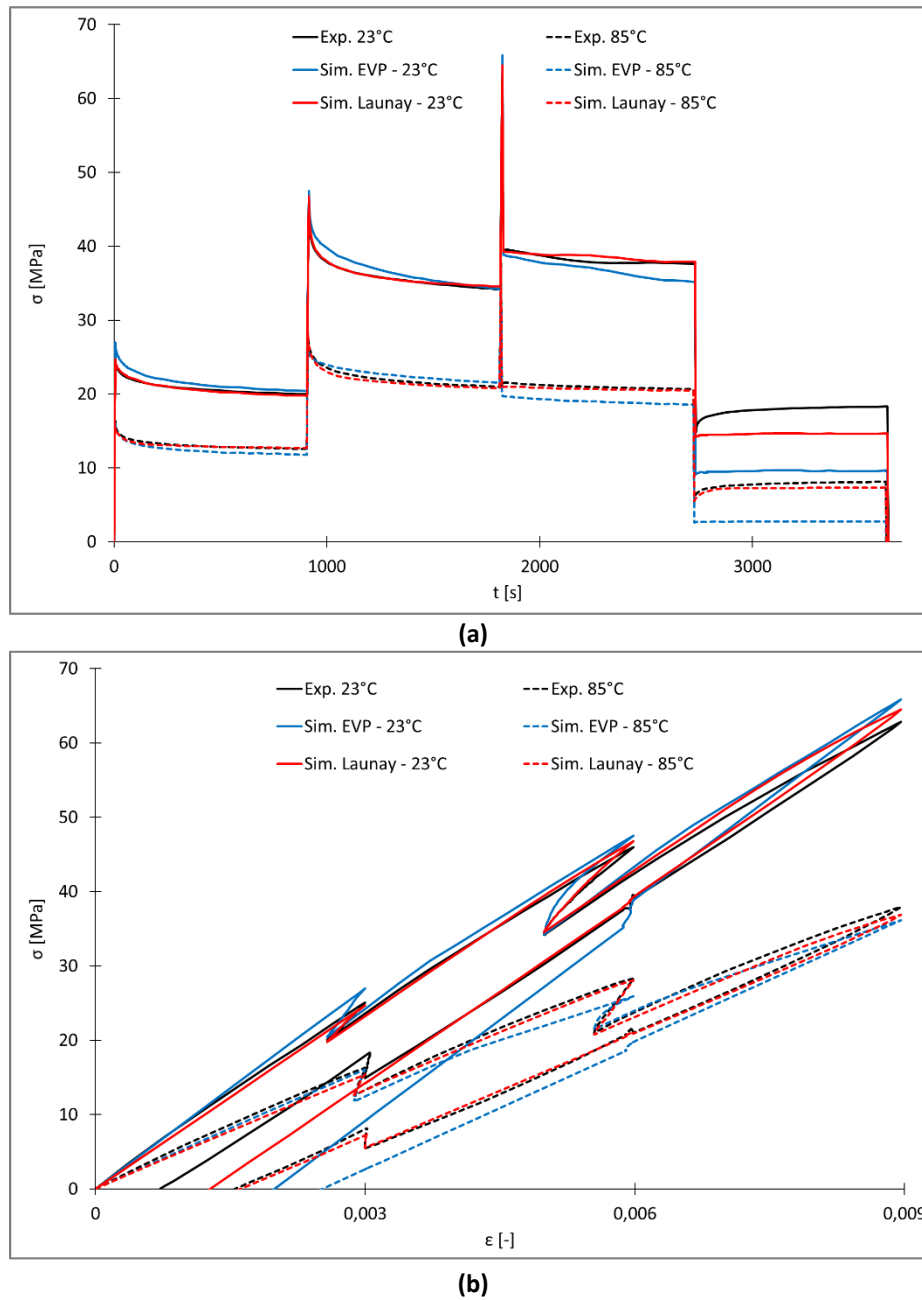 70
60
50
40
30
20
10
0
σ [MPa]
Exp. 23°C
Exp. 85°C
Sim. EVP - 23°C
Sim. EVP - 85°C
Sim. Launay - 23°C
Sim. Launay - 85°C
0 1000 2000 3000
t [s]
(a)
70
60
50
40
30
20
10
0
σ [MPa]
Exp. 23°C
Exp. 85°C
Sim. EVP - 23°C
Sim. EVP - 85°C
Sim. Launay - 23°C
Sim. Launay - 85°C
0 0,003 0,006 0,009
ε [-]
(b)